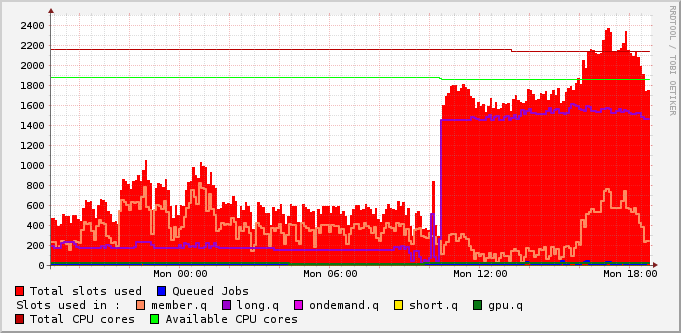 RRDTOOL / TOBI OETIKER
2400
2200
2000
1800
1600
1400
1200
1000
800
600
400
200
0
Mon 00:00 Mon 06:00 Mon 12:00 Mon 18:00
Total slots used Queued Jobs
Slots used in : member.q long.q ondemand.q short.q gpu.q
Total CPU cores Available CPU cores